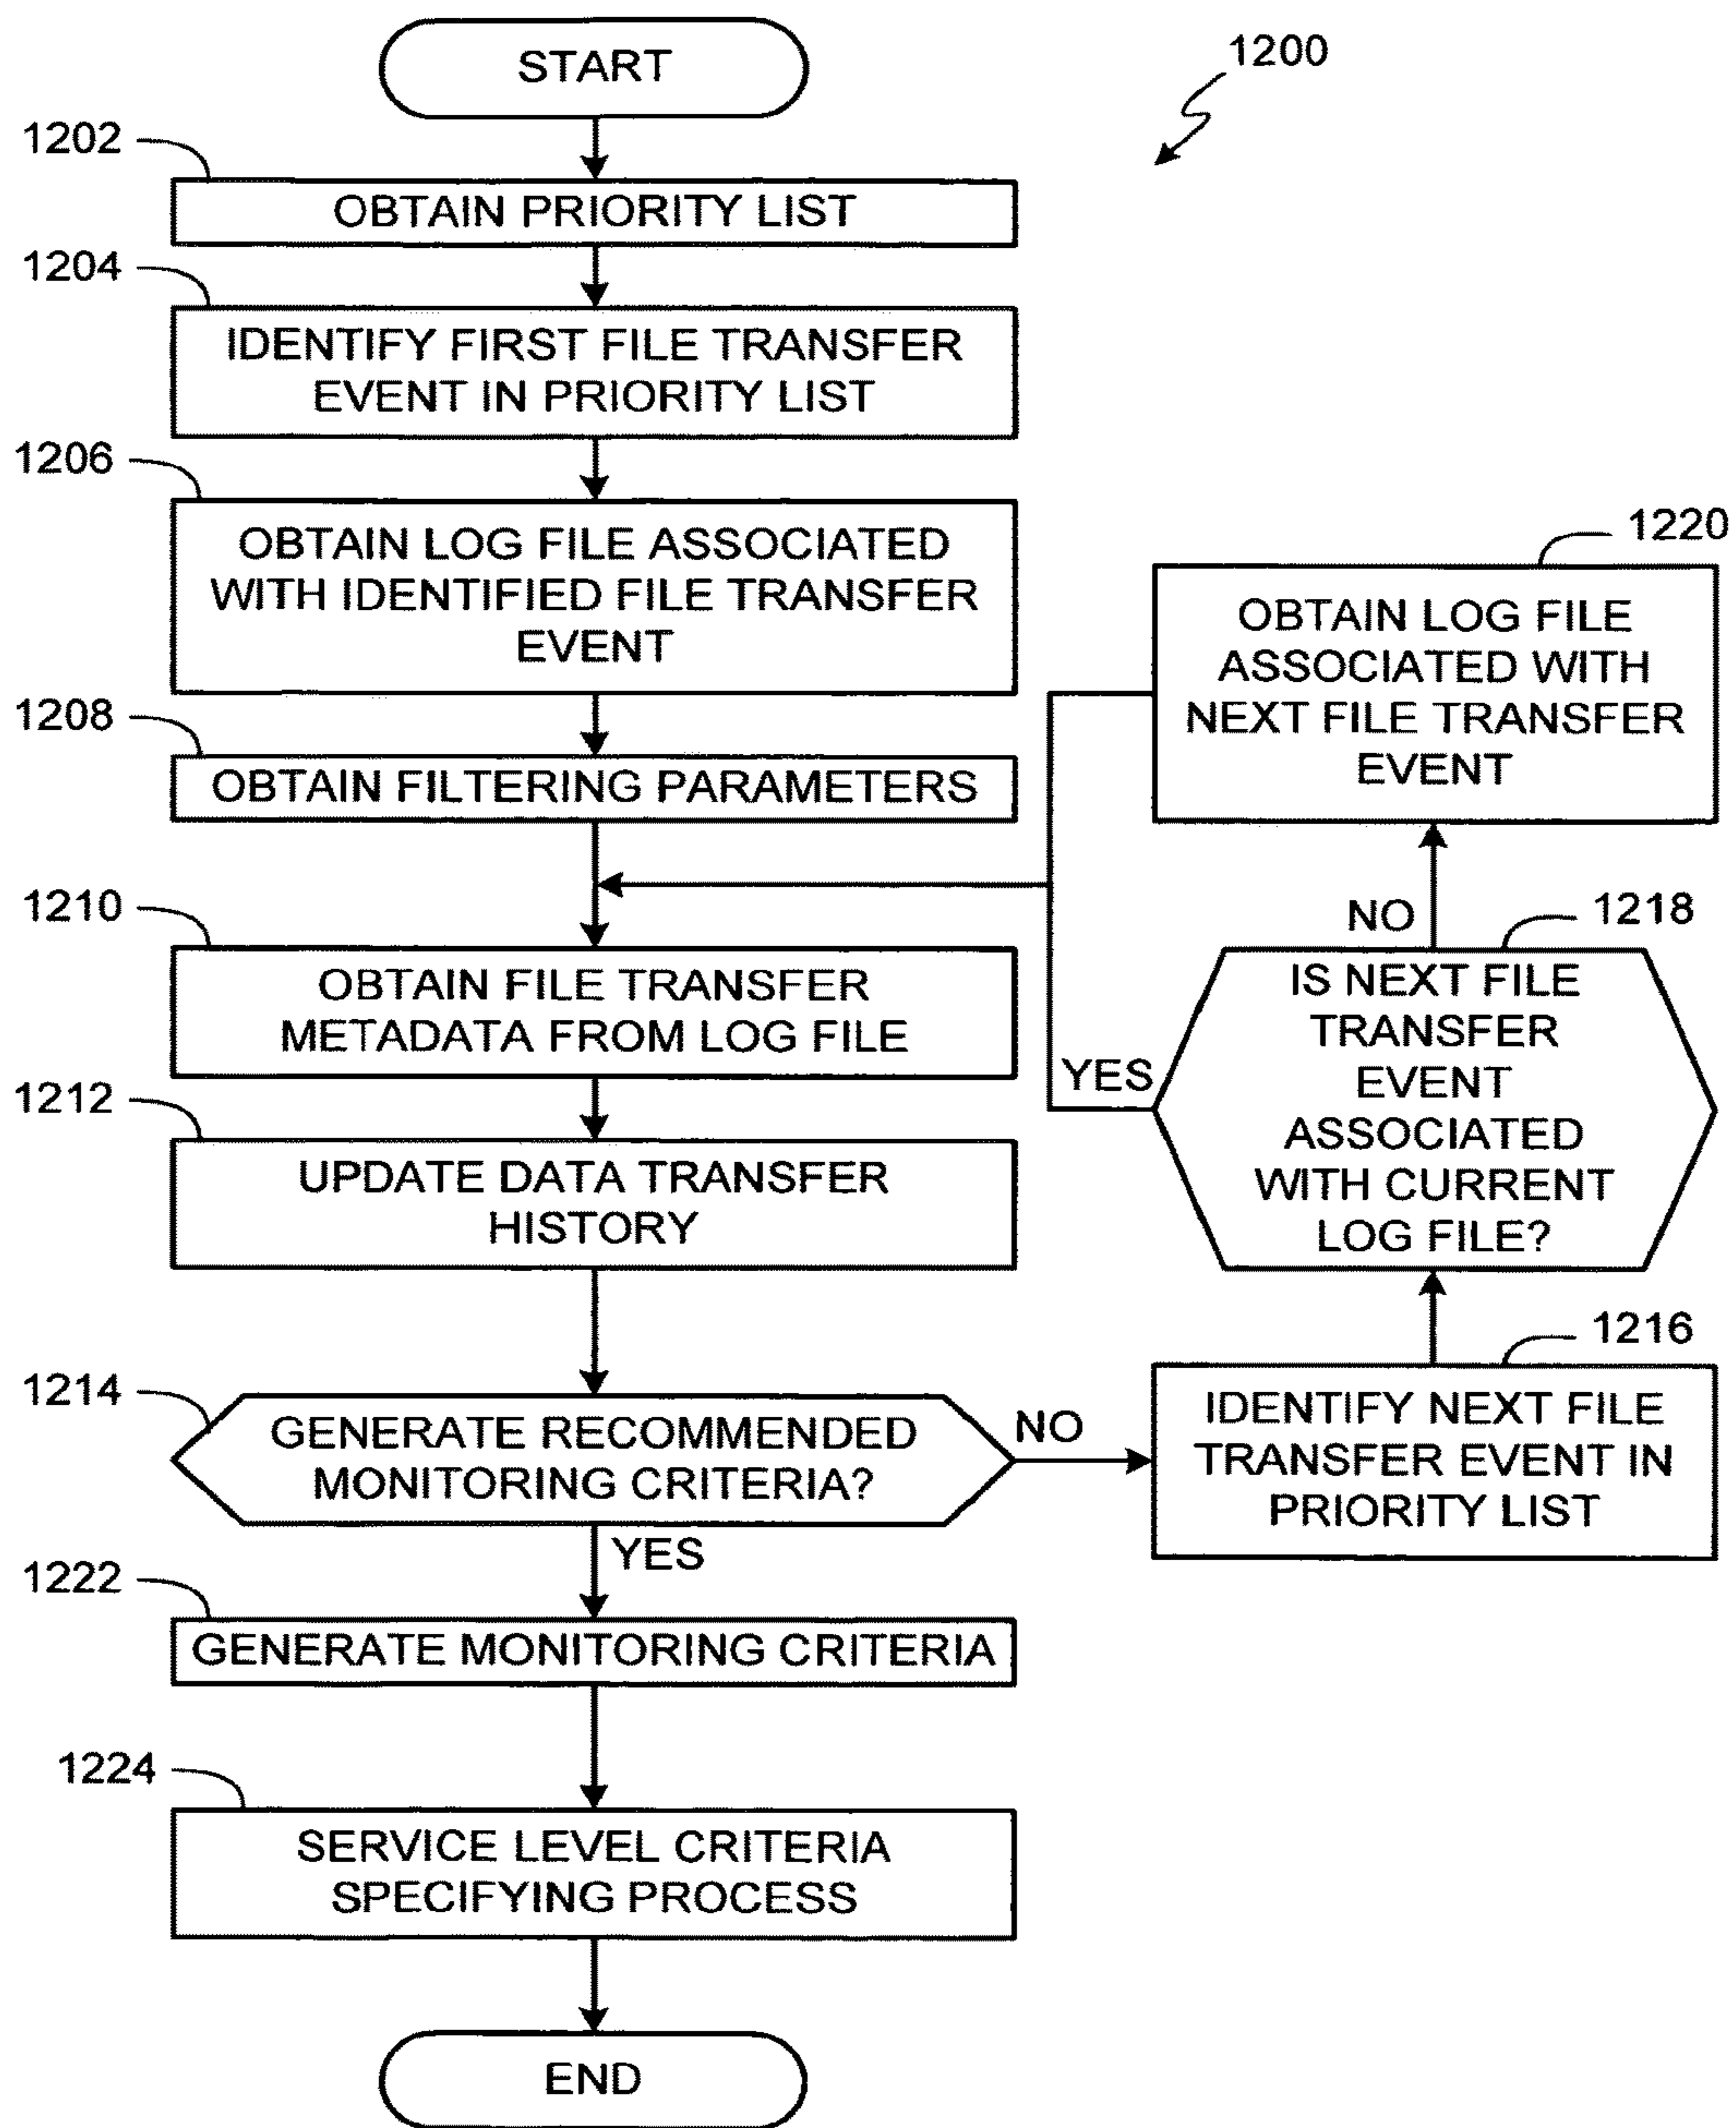 START
1200
1202
OBTAIN PRIORITY LIST
1204
IDENTIFY FIRST FILE TRANSFER
EVENT IN PRIORITY LIST
1206
OBTAIN LOG FILE ASSOCIATED
WITH IDENTIFIED FILE TRANSFER
EVENT
1208
OBTAIN FILTERING PARAMETERS
1210
OBTAIN FILE TRANSFER
METADATA FROM LOG FILE
1212
UPDATE DATA TRANSFER
HISTORY
1214
GENERATE RECOMMENDED
MONITORING CRITERIA?
NO
YES
1216
IDENTIFY NEXT FILE
TRANSFER EVENT IN
PRIORITY LIST
1218
IS NEXT FILE
TRANSFER
EVENT
ASSOCIATED
WITH CURRENT
LOG FILE?
YES
NO
1220
OBTAIN LOG FILE
ASSOCIATED WITH
NEXT FILE TRANSFER
EVENT
1222
GENERATE MONITORING CRITERIA
1224
SERVICE LEVEL CRITERIA
SPECIFYING PROCESS
END